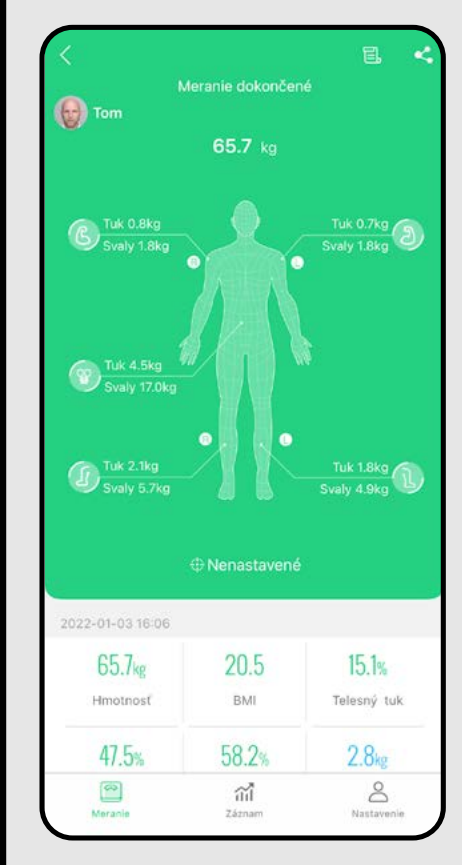 Meranie dokončené
Tom
65.7 kg
Tuk 0.8kg
Svaly 1.8kg
Tuk 0.7kg
Svaly 1.8kg
R
L
Tuk 4.5kg
Svaly 17.0kg
R
L
Tuk 2.1kg
Svaly 5.7kg
Tuk 1.8kg
Svaly 4.9kg
Nenastavené
2022-01-03 16:06
65.7kg 20.5 15.1%
Hmotnosť BMI Telesný tuk
47.5% 58.2% 2.8kg
Meranie Záznam Nastavenie